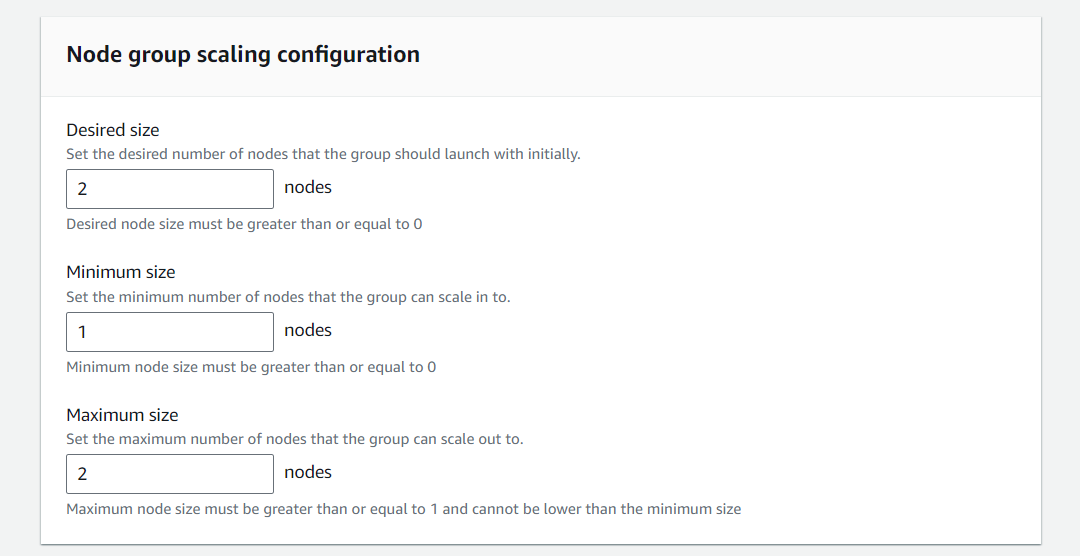 Node group scaling configuration
Desired size
Set the desired number of nodes that the group should launch with initially.
2 nodes
Desired node size must be greater than or equal to 0
Minimum size
Set the minimum number of nodes that the group can scale in to.
1 nodes
Minimum node size must be greater than or equal to 0
Maximum size
Set the maximum number of nodes that the group can scale out to.
2 nodes
Maximum node size must be greater than or equal to 1 and cannot be lower than the minimum size